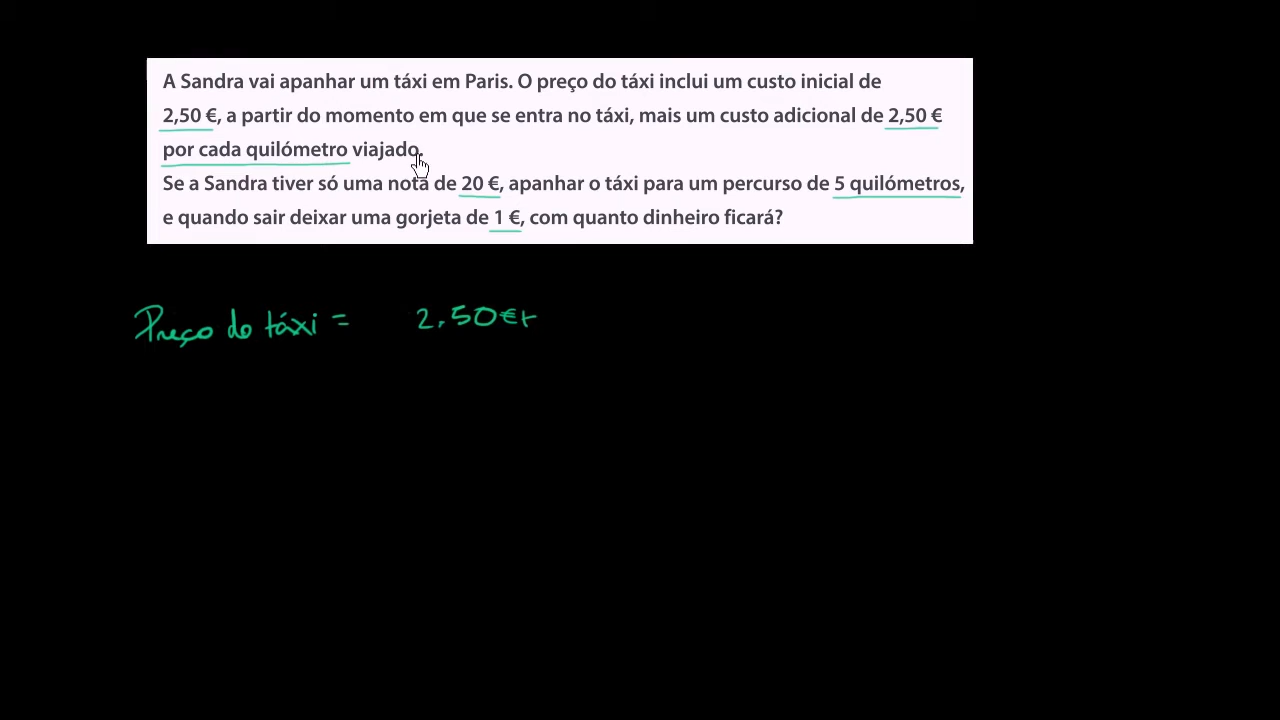 A Sandra vai apanhar um táxi em Paris. O preço do táxi inclui um custo inicial de
2,50 €, a partir do momento em que se entra no táxi, mais um custo adicional de 2,50 €
por cada quilómetro viajado.
Se a Sandra tiver só uma nota de 20 €, apanhar o táxi para um percurso de 5 quilómetros,
e quando sair deixar uma gorjeta de 1 €, com quanto dinheiro ficará?
Preço do táxi = 2.50€+